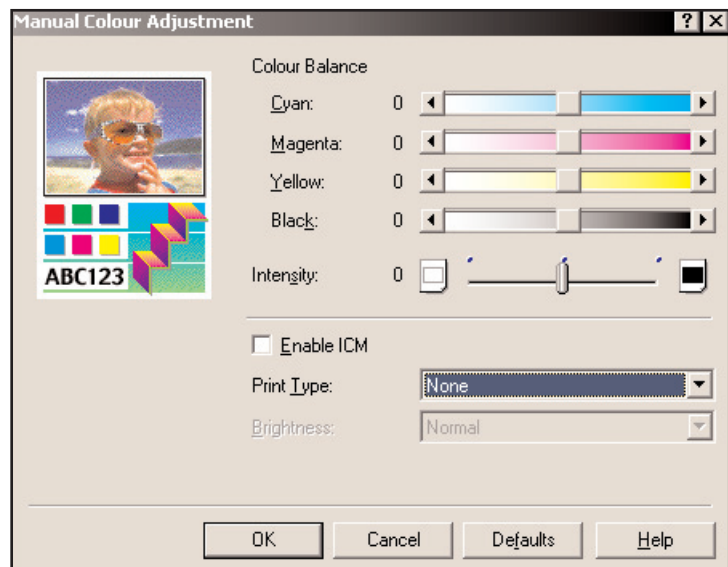 Manual Colour Adjustment
Colour Balance
Cyan: 0
Magenta: 0
Yellow: 0
Black: 0
ABC123
Intensity: 0
Enable ICM
Print Type: None
Brightness: Normal
OK Cancel Defaults Help